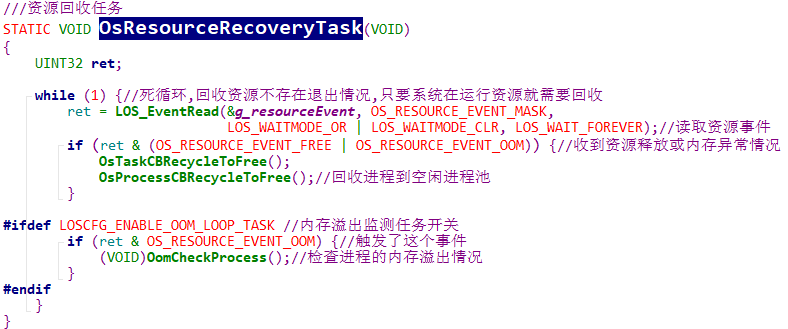 ///资源回收任务
STATIC VOID OsResourceRecoveryTask(VOID)
{
    UINT32 ret;

    while (1) {//死循环,回收资源不存在退出情况,只要系统在运行资源就需要回收
        ret = LOS_EventRead(&g_resourceEvent, OS_RESOURCE_EVENT_MASK,
                            LOS_WAITMODE_OR | LOS_WAITMODE_CLR, LOS_WAIT_FOREVER);//读取资源事件
        if (ret & (OS_RESOURCE_EVENT_FREE | OS_RESOURCE_EVENT_OOM)) {//收到资源释放或内存异常情况
            OsTaskCBRecycleToFree();
            OsProcessCBRecycleToFree();//回收进程到空闲进程池
        }

#ifdef LOSCFG_ENABLE_OOM_LOOP_TASK //内存溢出监测任务开关
        if (ret & OS_RESOURCE_EVENT_OOM) {//触发了这个事件
            (VOID)OomCheckProcess();//检查进程的内存溢出情况
        }
#endif
    }
}